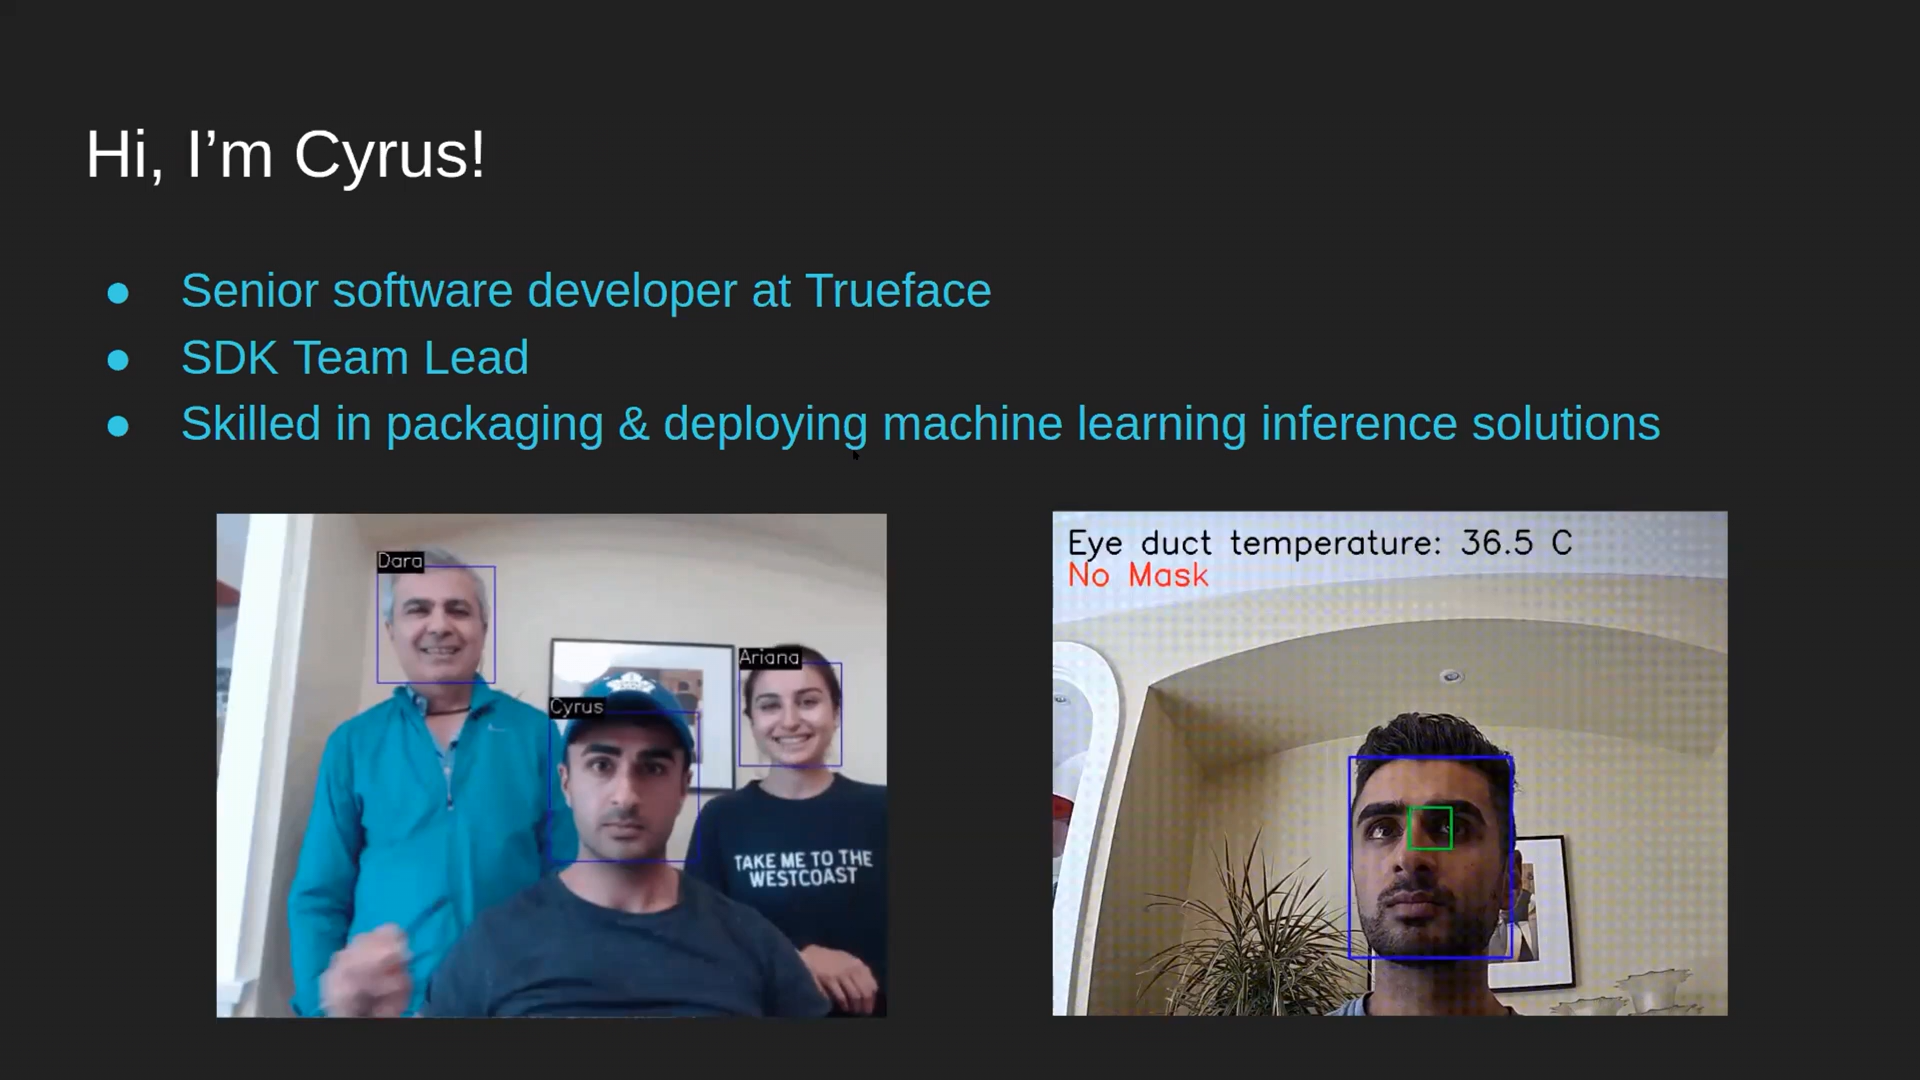 Hi, I’m Cyrus!
● Senior software developer at Trueface
● SDK Team Lead
● Skilled in packaging & deploying machine learning inference solutions
Dara
Ariana
Cyrus
TAKE ME TO THE
WESTCOAST
Eye duct temperature: 36.5 C
No Mask